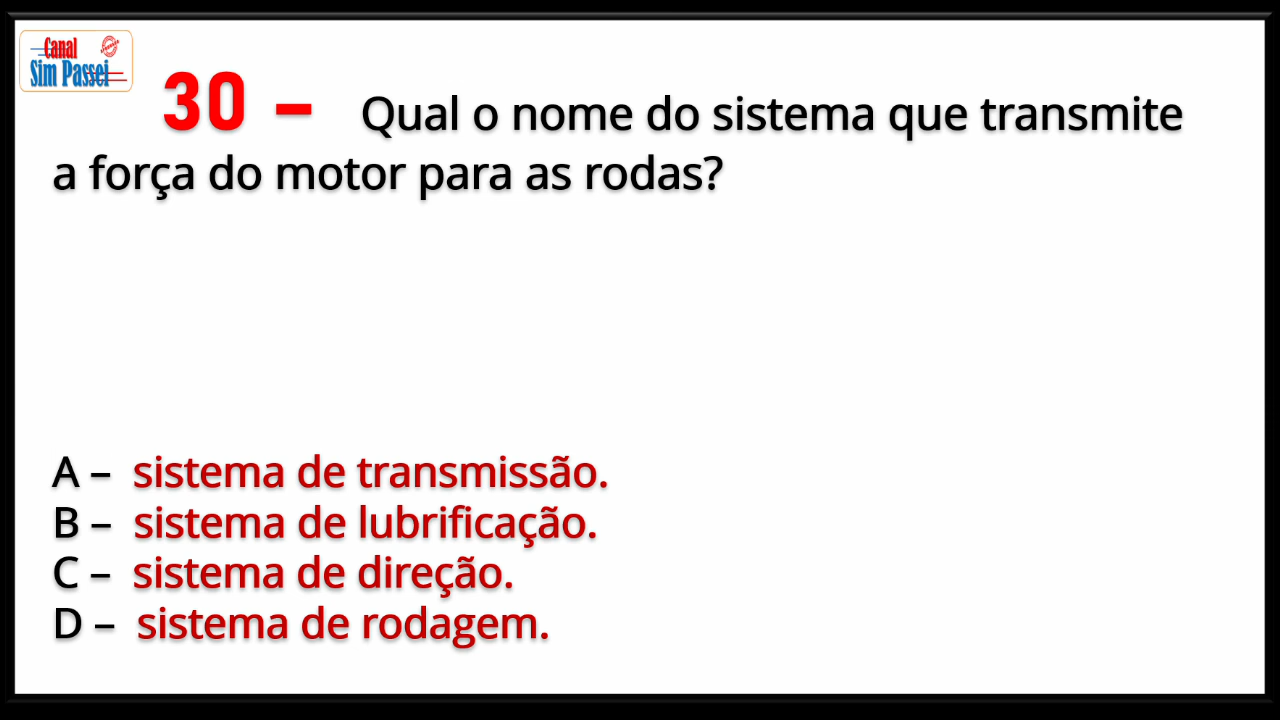 Canal
Sim Passei
30 – Qual o nome do sistema que transmite
a força do motor para as rodas?
A – sistema de transmissão.
B – sistema de lubrificação.
C – sistema de direção.
D – sistema de rodagem.